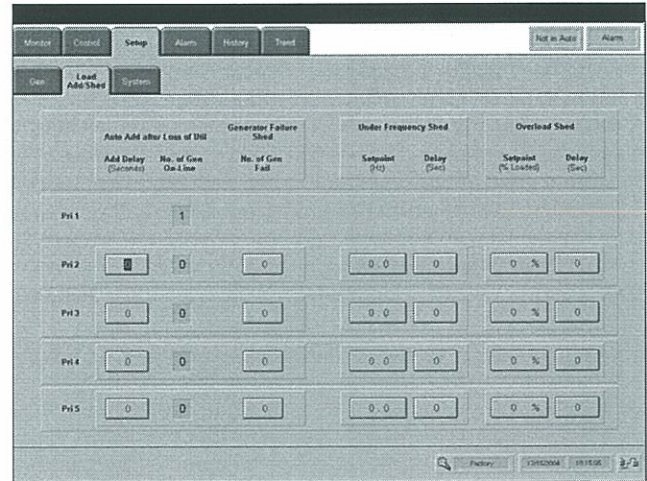 Monitor Control Setup Alarm History Trend Not in Auto Alarm
Gen Load Add/Shed System
Auto Add after Loss of Util Generator Failure Shed Under Frequency Shed Overload Shed
Add Delay (Seconds) No. of Gen On-Line No. of Gen Fail Setpoint (Hz) Delay (Sec) Setpoint (% Loaded) Delay (Sec)
Pri 1 1
Pri 2 0 0 0 0.0 0 0 % 0
Pri 3 0 0 0 0.0 0 0 % 0
Pri 4 0 0 0 0.0 0 0 % 0
Pri 5 0 0 0 0.0 0 0 % 0
Factory